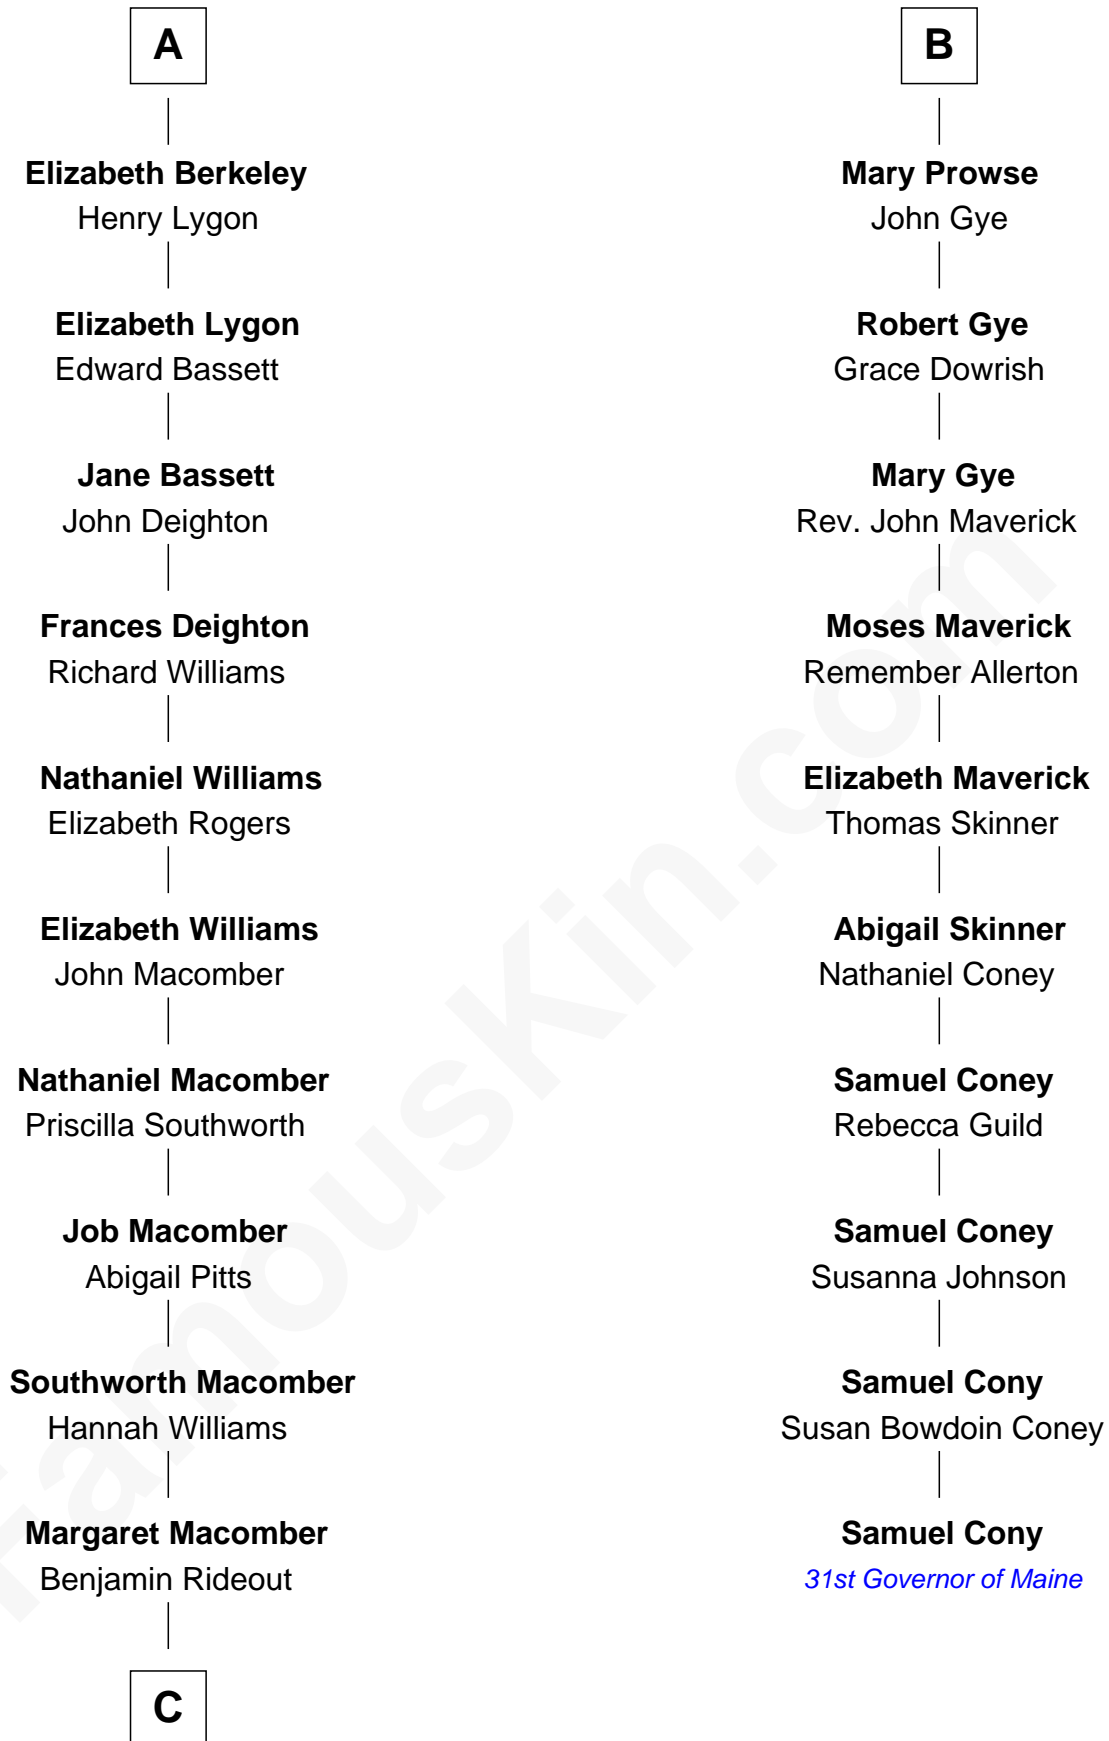 A
Elizabeth Berkeley
Henry Lygon
Elizabeth Lygon
Edward Bassett
Jane Bassett
John Deighton
Frances Deighton
Richard Williams
Nathaniel Williams
Elizabeth Rogers
Elizabeth Williams
John Macomber
Nathaniel Macomber
Priscilla Southworth
Job Macomber
Abigail Pitts
Southworth Macomber
Hannah Williams
Margaret Macomber
Benjamin Rideout
C
B
Mary Prowse
John Gye
Robert Gye
Grace Dowrish
Mary Gye
Rev. John Maverick
Moses Maverick
Remember Allerton
Elizabeth Maverick
Thomas Skinner
Abigail Skinner
Nathaniel Coney
Samuel Coney
Rebecca Guild
Samuel Coney
Susanna Johnson
Samuel Cony
Susan Bowdoin Coney
Samuel Cony
31st Governor of Maine
FamousKin.com